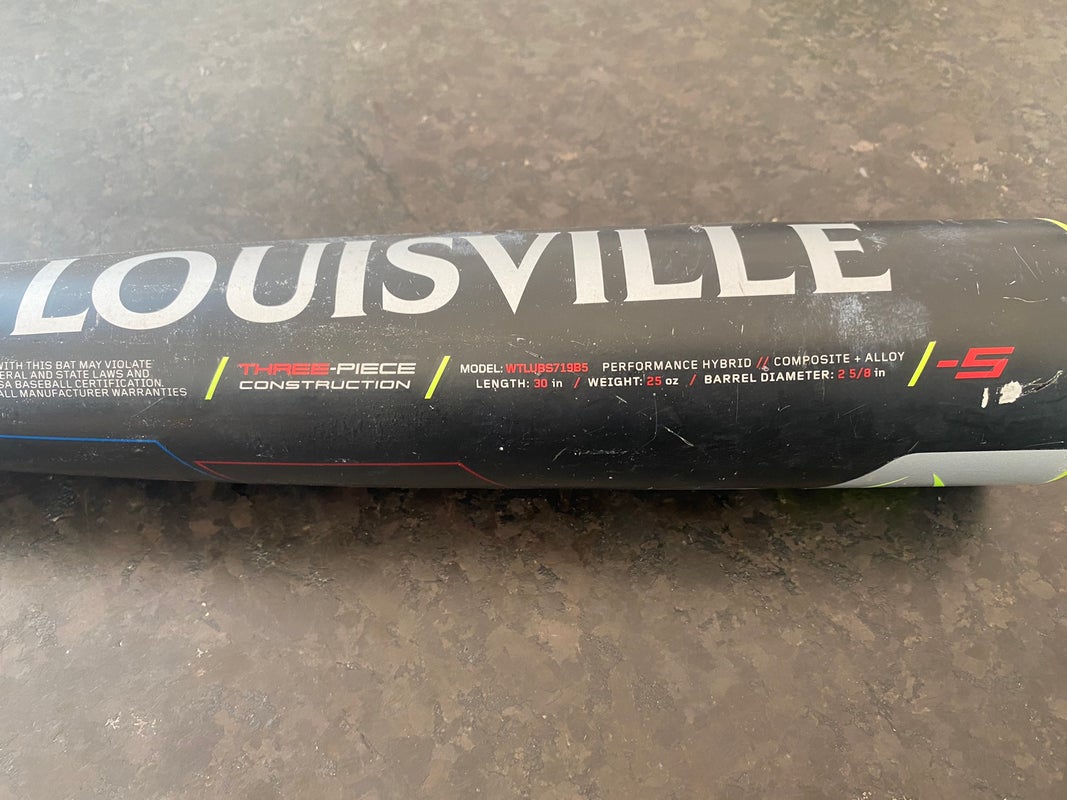 LOUISVILLE
WITH THIS BAT MAY VIOLATE
ERAL AND STATE LAWS AND
SA BASEBALL CERTIFICATION.
ALL MANUFACTURER WARRANTIES
THREE-PIECE
CONSTRUCTION
MODEL: WTLUBS719B5 PERFORMANCE HYBRID // COMPOSITE + ALLOY
LENGTH: 30 in / WEIGHT: 25 oz / BARREL DIAMETER: 2 5/8 in
-5